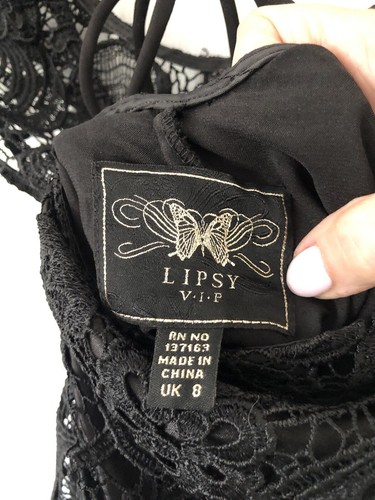 LIPSY
V·I·P
RN NO
137163
MADE IN
CHINA
UK 8